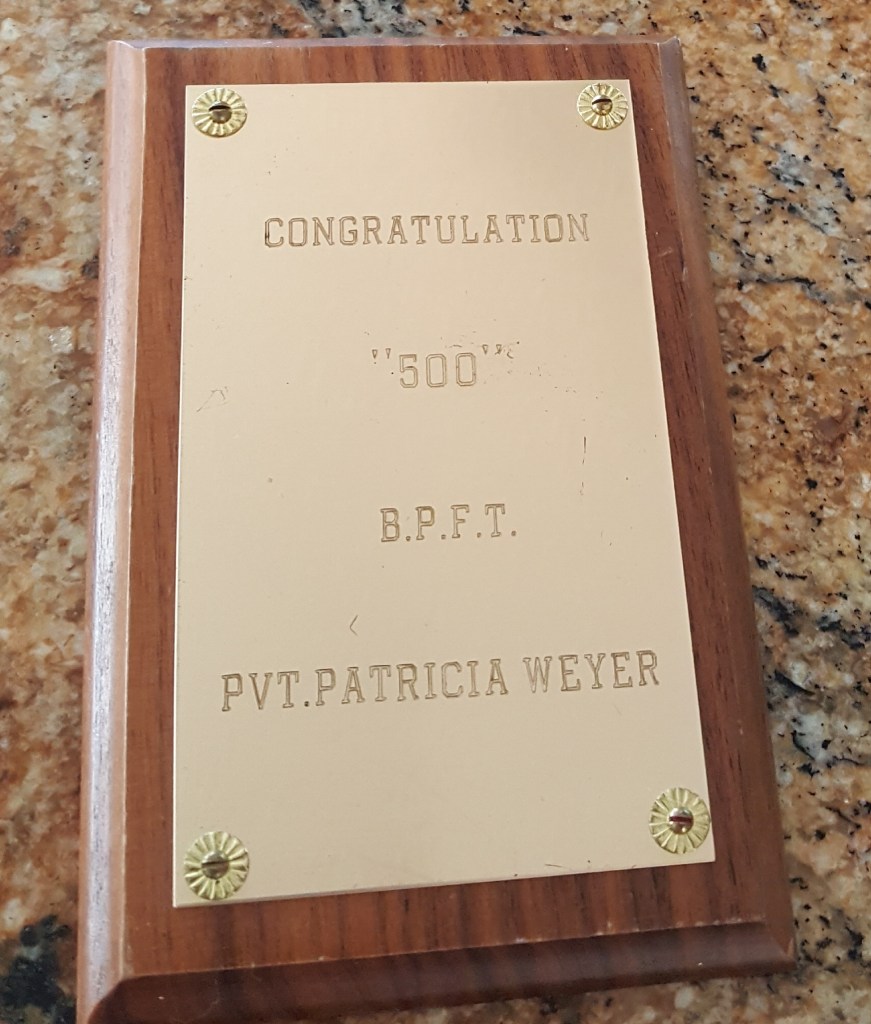 CONGRATULATION
"500"
B.P.F.T.
PVT.PATRICIA WEYER